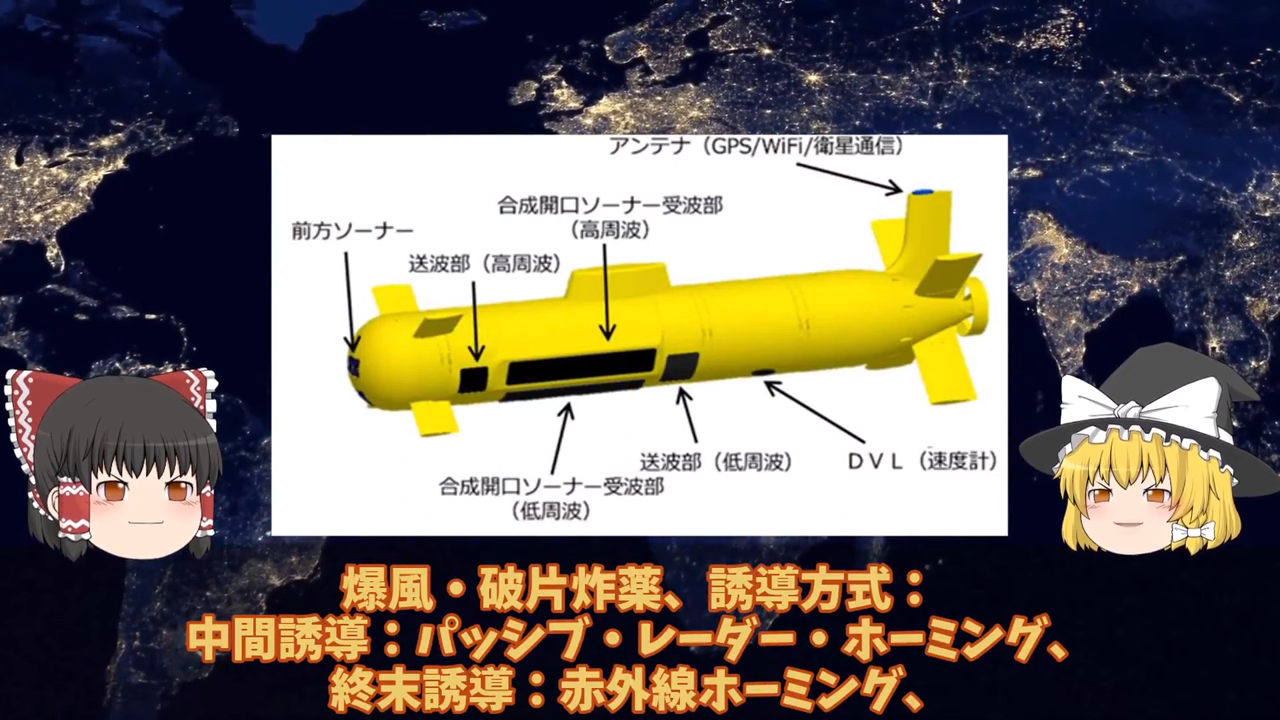 アンテナ（GPS/WiFi/衛星通信）
合成開口ソーナー受波部
（高周波）
前方ソーナー
送波部（高周波）
送波部（低周波）
ＤＶＬ（速度計）
合成開口ソーナー受波部
（低周波）
爆風・破片炸薬、誘導方式：
中間誘導：パッシブ・レーダー・ホーミング、
終末誘導：赤外線ホーミング、